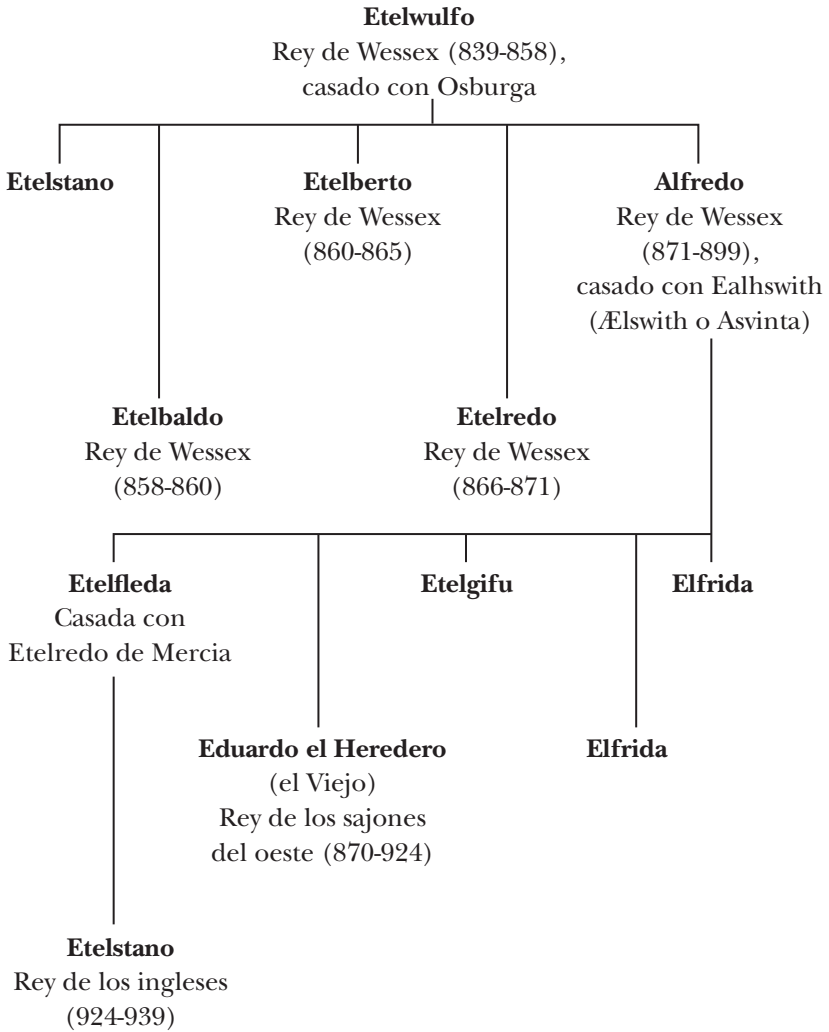 Etelwulfo
Rey de Wessex (839-858),
casado con Osburga
Etelstano
Etelberto
Rey de Wessex
(860-865)
Alfredo
Rey de Wessex
(871-899),
casado con Ealhswith
(Ælswith o Asvinta)
Etelbaldo
Rey de Wessex
(858-860)
Etelredo
Rey de Wessex
(866-871)
Etelfleda
Casada con
Etelredo de Mercia
Etelgifu
Elfrida
Eduardo el Heredero
(el Viejo)
Rey de los sajones
del oeste (870-924)
Elfrida
Etelstano
Rey de los ingleses
(924-939)